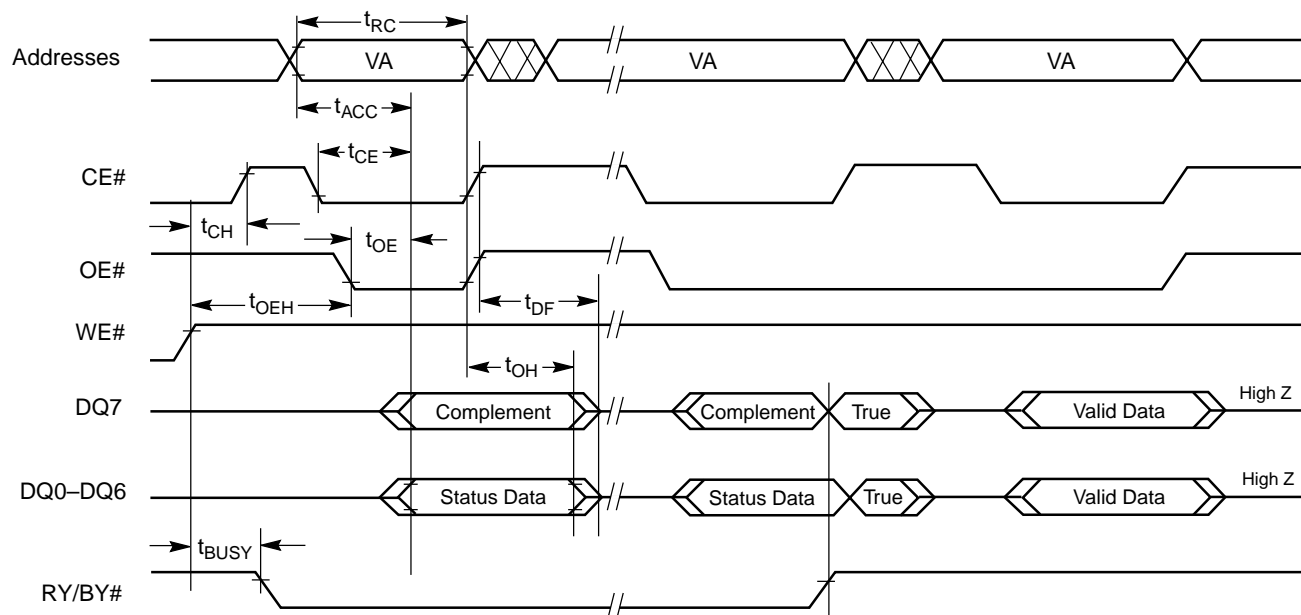 tRC
Addresses VA VA VA
tACC
tCE
CE#
tCH
tOE
OE#
tOEH
tDF
WE#
tOH
DQ7 Complement Complement True Valid Data High Z
DQ0–DQ6 Status Data Status Data True Valid Data High Z
tBUSY
RY/BY#